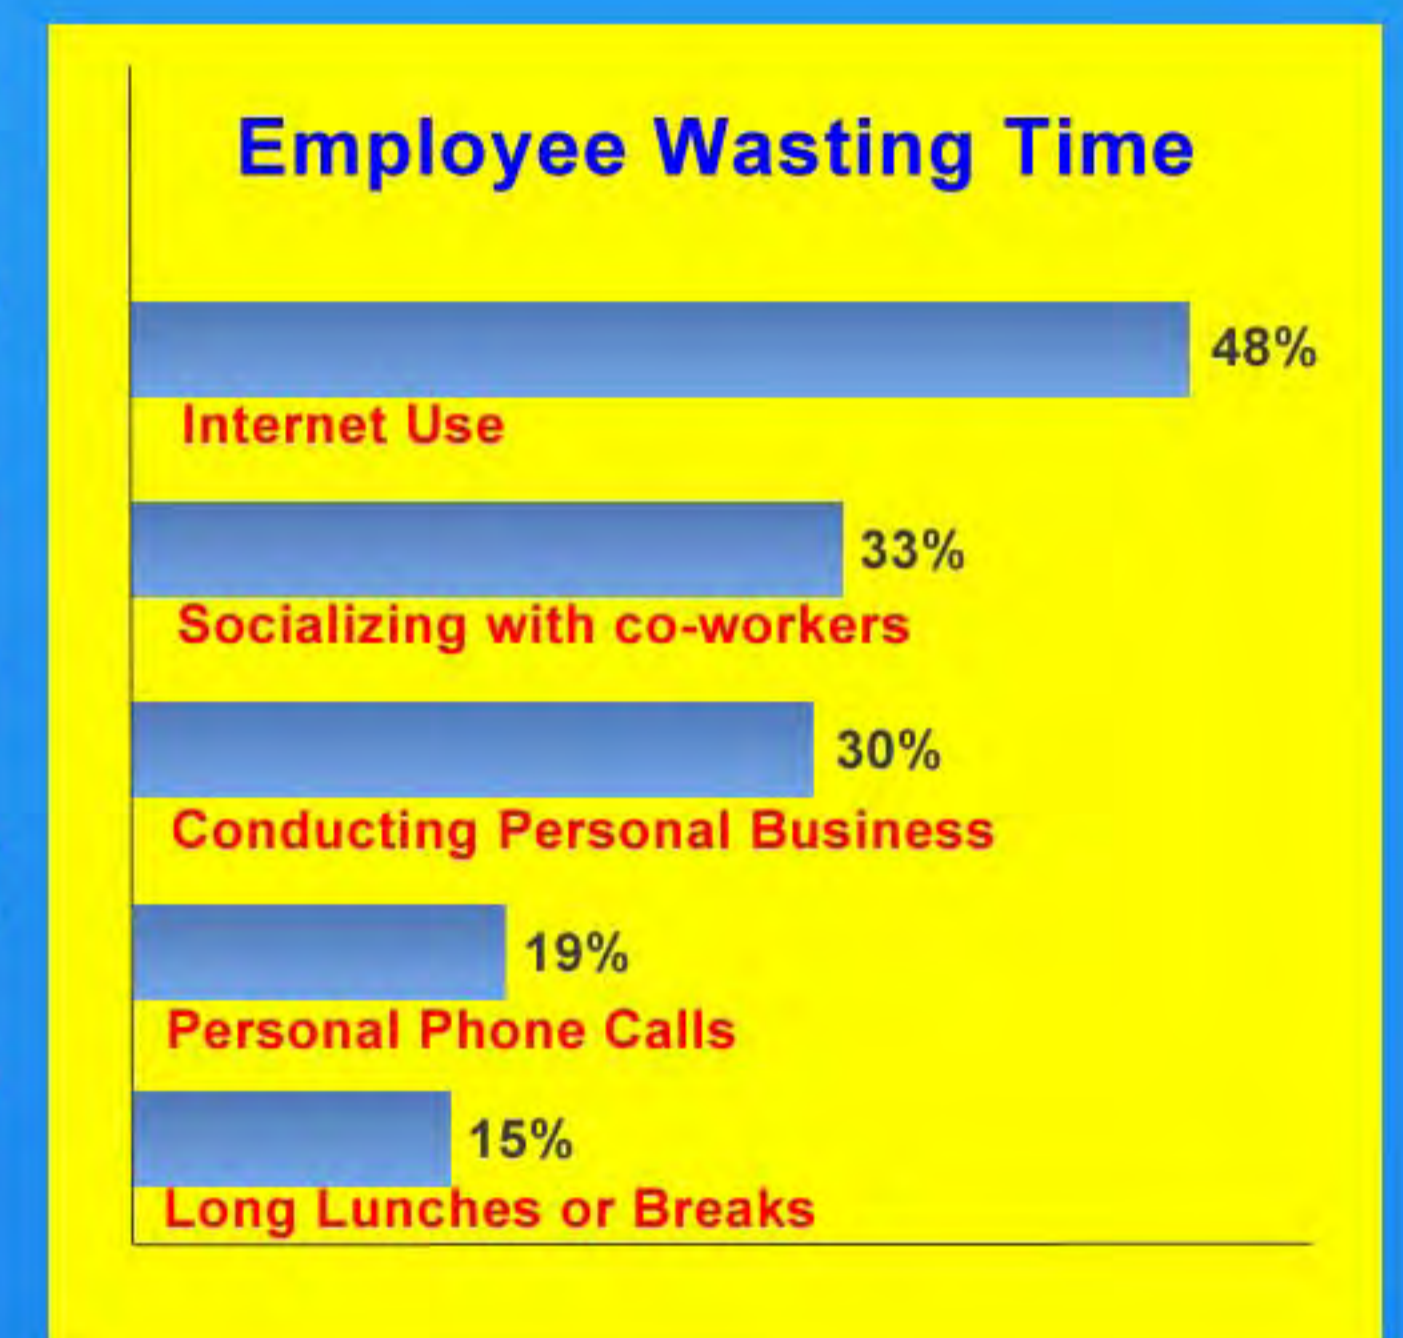 Employee Wasting Time
48%
Internet Use
33%
Socializing with co-workers
30%
Conducting Personal Business
19%
Personal Phone Calls
15%
Long Lunches or Breaks